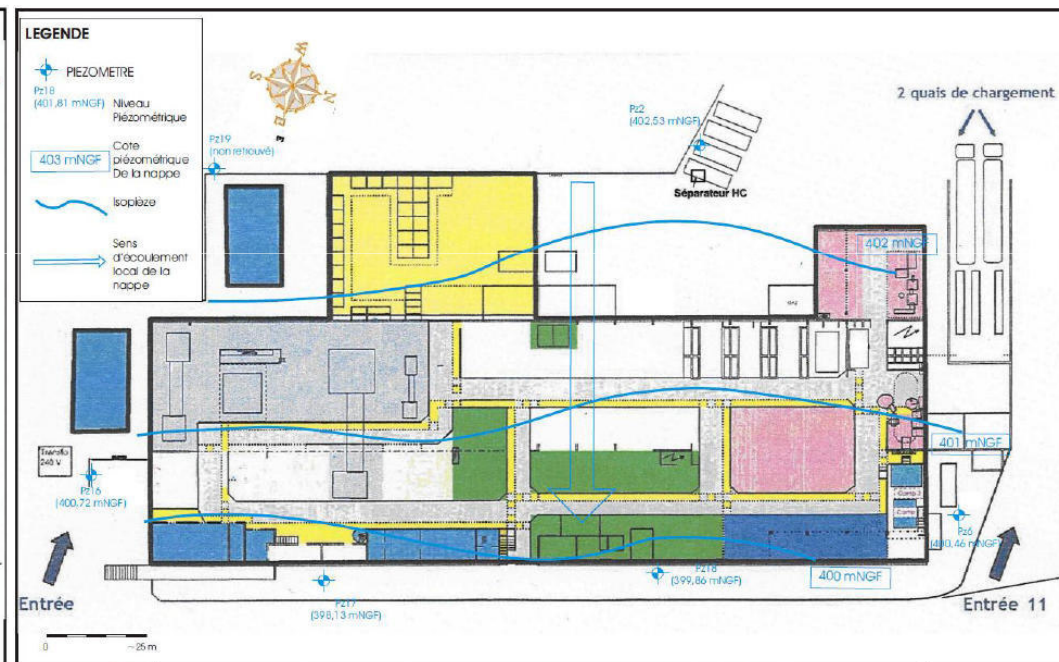 LEGENDE
PIEZOMETRE
Pz18
(401,81 mNGF)
Niveau
Piézométrique
403 mNGF
Cote
piézométrique
De la nappe
Isopièze
Sens
d'écoulement
local de la
nappe
S
W
N
E
Pz19
(non retrouvé)
Pz2
(402,53 mNGF)
Séparateur HC
2 quais de chargement
402 mNGF
401 mNGF
Transfo
Pz16
(400,72 mNGF)
Comp 2
Comp
Pz6
(400,46 mNGF)
Pz17
(398,13 mNGF)
Pz18
(399,86 mNGF)
400 mNGF
Entrée
Entrée 11
0
~25 m